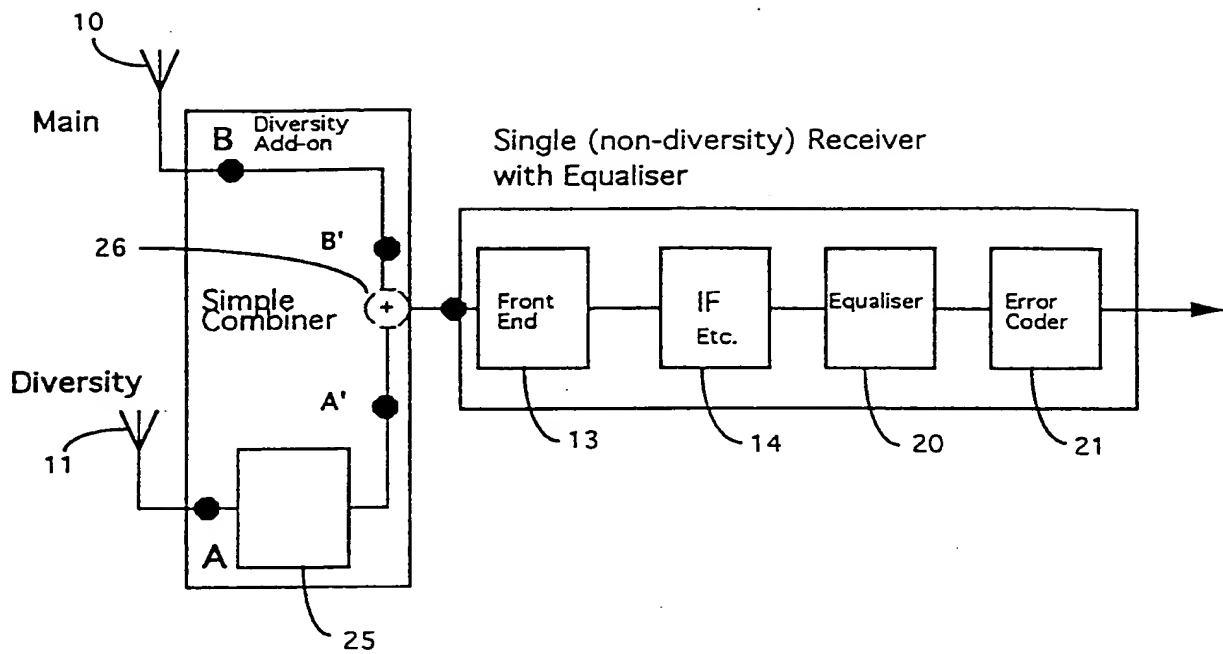 10
Main
B
Diversity
Add-on
Single (non-diversity) Receiver
with Equaliser
26
B'
Simple
Combiner
+
Front
End
IF
Etc.
Equaliser
Error
Coder
Diversity
A'
11
13
14
20
21
A
25